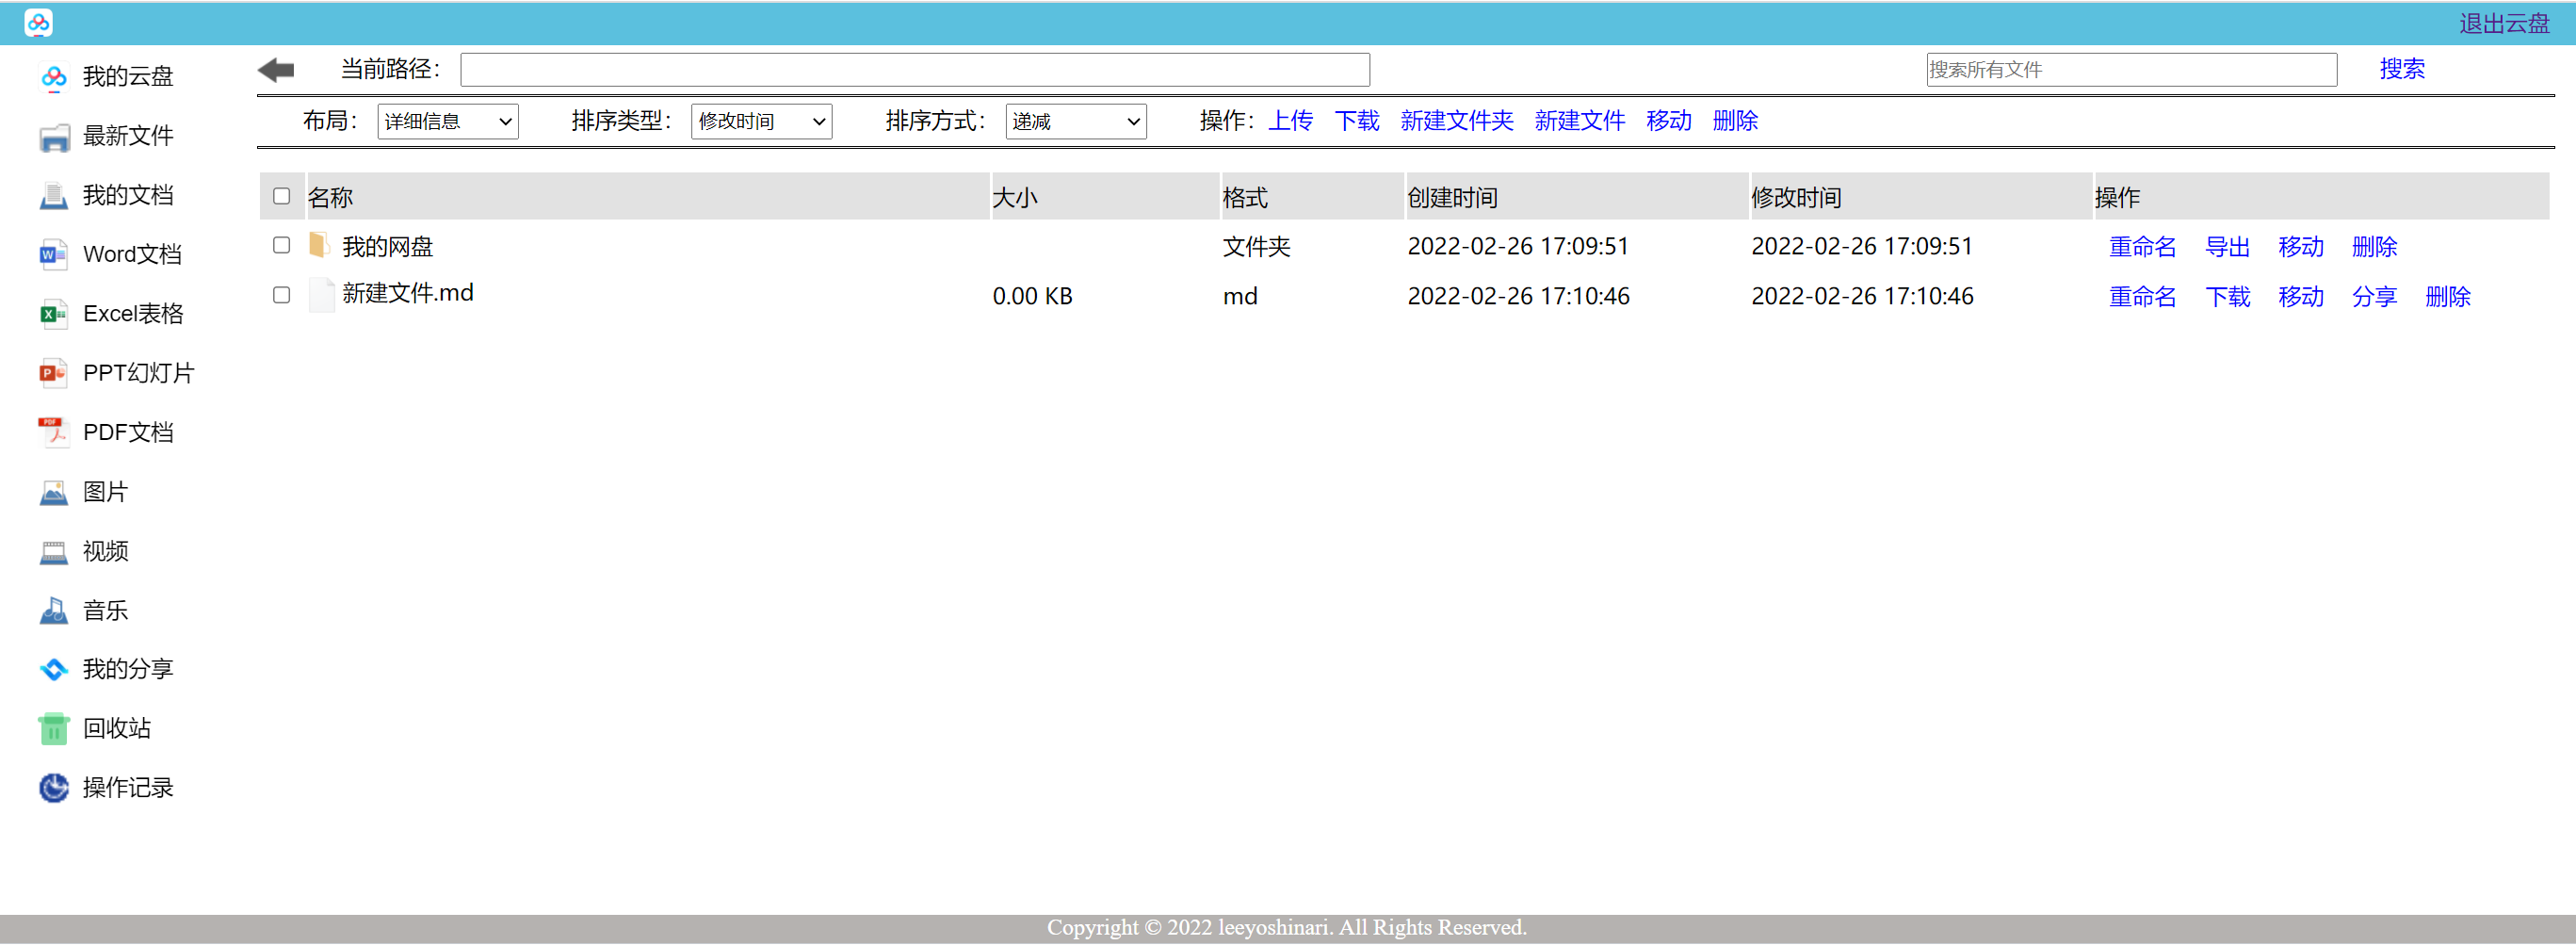 退出云盘
我的云盘
最新文件
我的文档
Word文档
Excel表格
PPT幻灯片
PDF文档
图片
视频
音乐
我的分享
回收站
操作记录
当前路径： 搜索所有文件 搜索
布局： 详细信息 排序类型： 修改时间 排序方式： 递减 操作：上传 下载 新建文件夹 新建文件 移动 删除
名称 大小 格式 创建时间 修改时间 操作
我的网盘 文件夹 2022-02-26 17:09:51 2022-02-26 17:09:51 重命名 导出 移动 删除
新建文件.md 0.00 KB md 2022-02-26 17:10:46 2022-02-26 17:10:46 重命名 下载 移动 分享 删除
Copyright © 2022 leeyoshinari. All Rights Reserved.